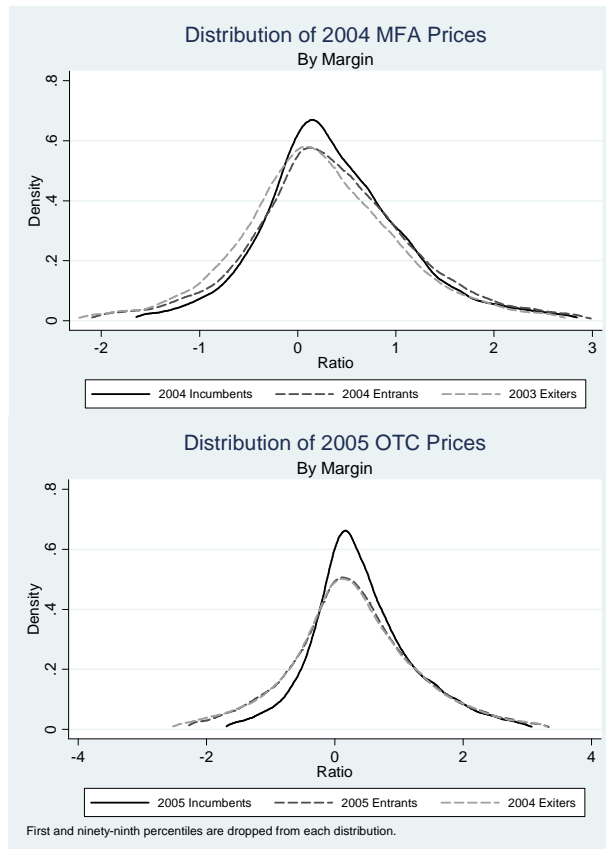 Distribution of 2004 MFA Prices
By Margin
.8
.6
.4
.2
0
Density
-2 -1 0 1 2 3
Ratio
2004 Incumbents 2004 Entrants 2003 Exiters
Distribution of 2005 OTC Prices
By Margin
.8
.6
.4
.2
0
Density
-4 -2 0 2 4
Ratio
2005 Incumbents 2005 Entrants 2004 Exiters
First and ninety-ninth percentiles are dropped from each distribution.